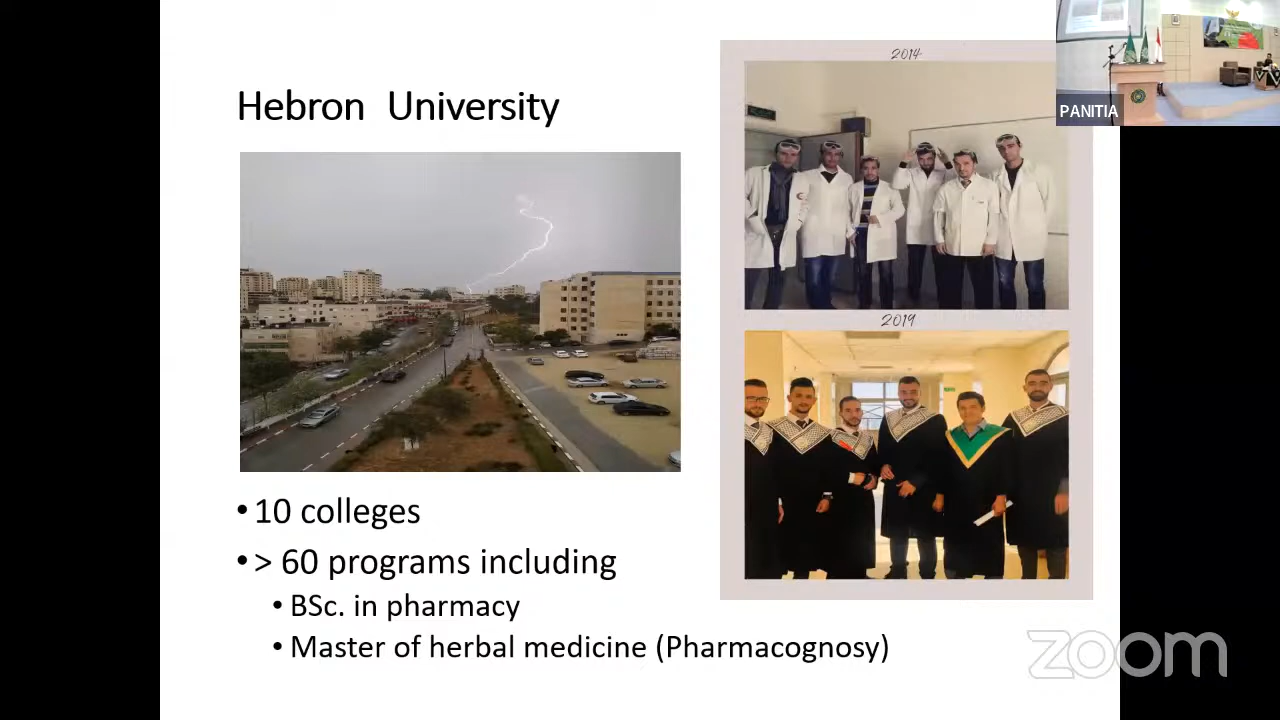 Hebron University
2014
PANITIA
2019
• 10 colleges
• > 60 programs including
• BSc. in pharmacy
• Master of herbal medicine (Pharmacognosy)
zoom